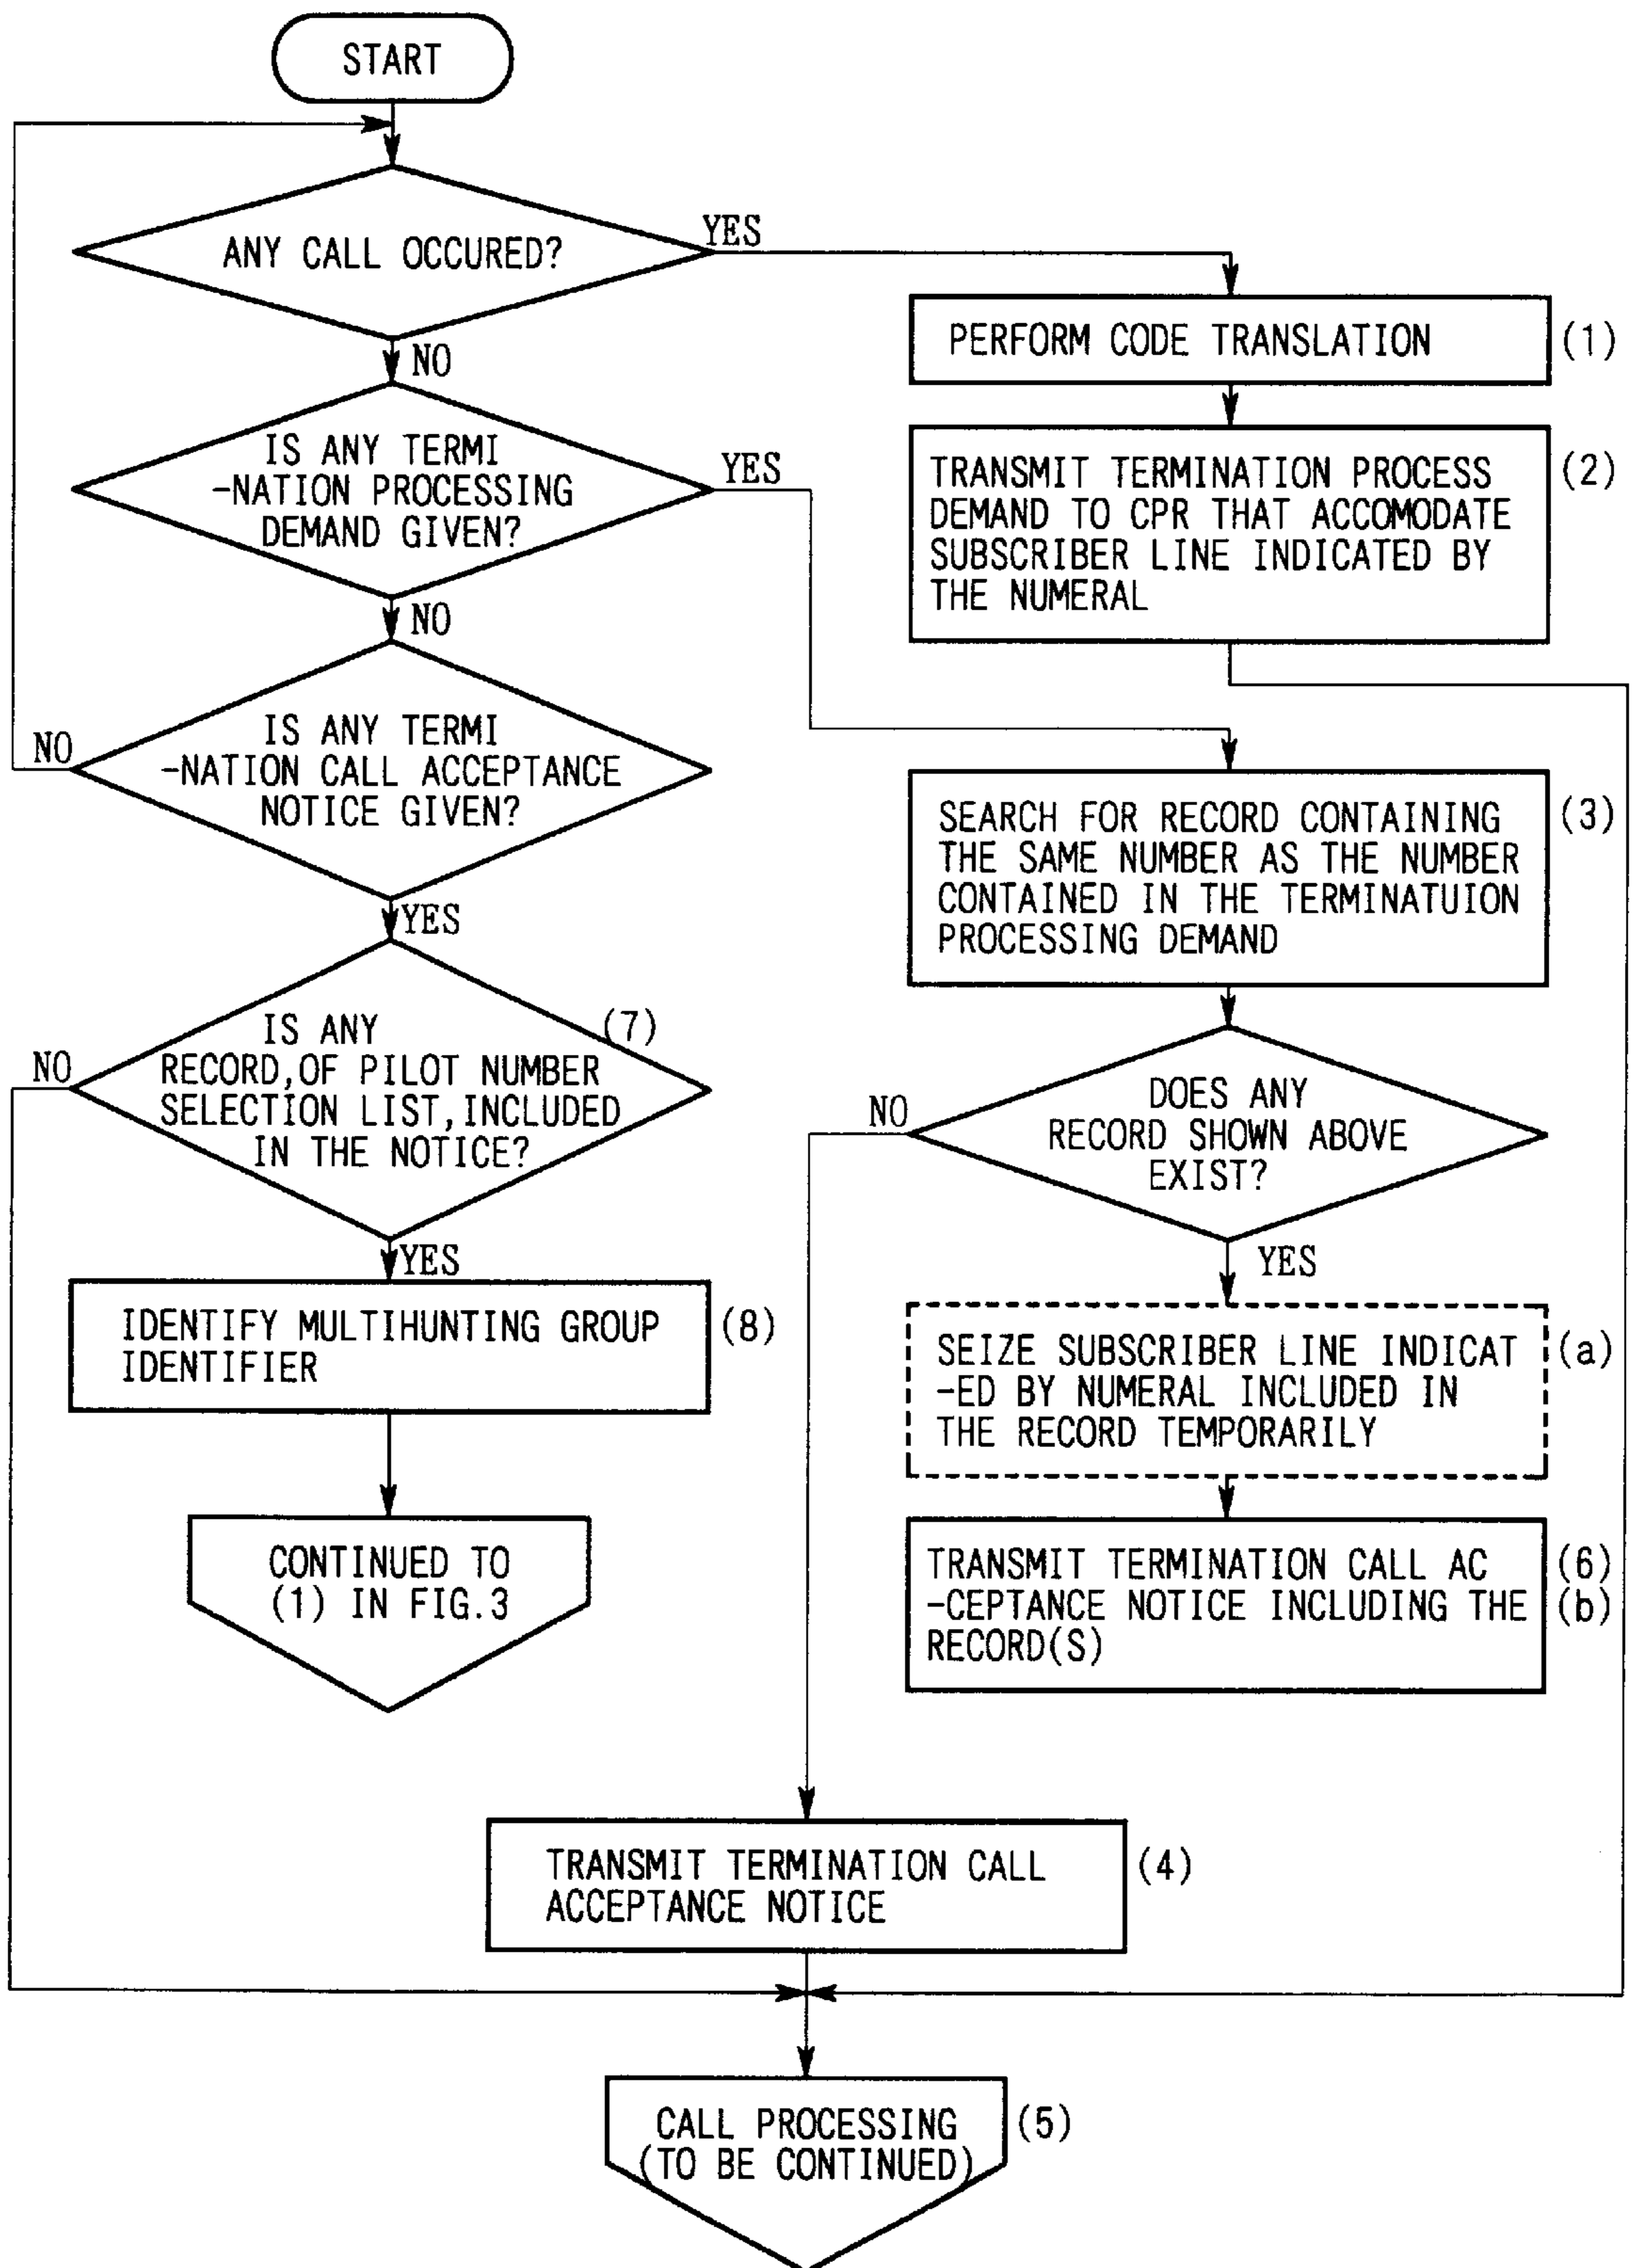 START
ANY CALL OCCURED?
YES
NO
PERFORM CODE TRANSLATION
(1)
IS ANY TERMI
-NATION PROCESSING
DEMAND GIVEN?
YES
NO
TRANSMIT TERMINATION PROCESS
DEMAND TO CPR THAT ACCOMODATE
SUBSCRIBER LINE INDICATED BY
THE NUMERAL
(2)
IS ANY TERMI
-NATION CALL ACCEPTANCE
NOTICE GIVEN?
NO
YES
SEARCH FOR RECORD CONTAINING
THE SAME NUMBER AS THE NUMBER
CONTAINED IN THE TERMINATUION
PROCESSING DEMAND
(3)
IS ANY
RECORD,OF PILOT NUMBER
SELECTION LIST,INCLUDED
IN THE NOTICE?
(7)
NO
YES
DOES ANY
RECORD SHOWN ABOVE
EXIST?
NO
YES
IDENTIFY MULTIHUNTING GROUP
IDENTIFIER
(8)
SEIZE SUBSCRIBER LINE INDICAT
-ED BY NUMERAL INCLUDED IN
THE RECORD TEMPORARILY
(a)
CONTINUED TO
(1) IN FIG.3
TRANSMIT TERMINATION CALL AC
-CEPTANCE NOTICE INCLUDING THE
RECORD(S)
(6)
(b)
TRANSMIT TERMINATION CALL
ACCEPTANCE NOTICE
(4)
CALL PROCESSING
(TO BE CONTINUED)
(5)